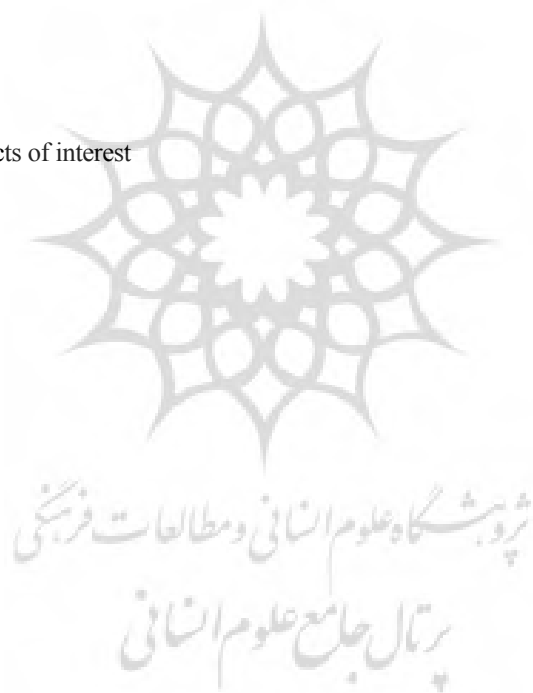 cts of interest
پژوهشگاه علوم انسانی و مطالعات فرهنگی
پرتال جامع علوم انسانی